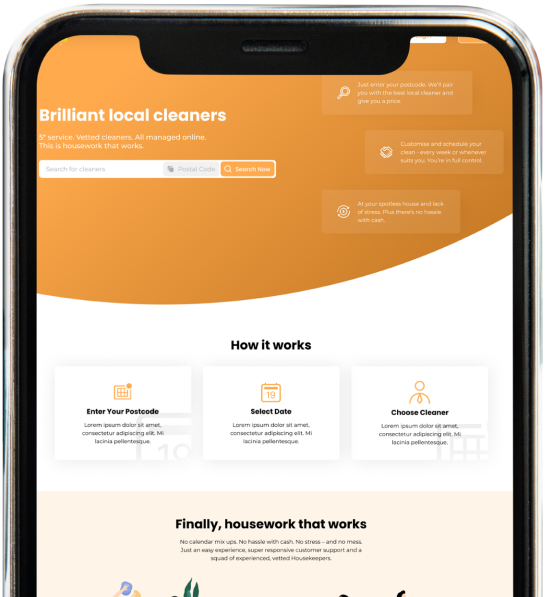 Just enter your postcode. We'll pair
you with the best local cleaner and
give you a price.
Brilliant local cleaners
5* service. Vetted cleaners. All managed online.
This is housework that works.
Customise and schedule your
clean - every week or whenever
suits you. You're in full control.
Search for cleaners
Postal Code
Search Now
At your spotless house and lack
of stress. Plus there's no hassle
with cash.
How it works
19
Enter Your Postcode
Select Date
Choose Cleaner
Lorem ipsum dolor sit amet,
consectetur adipiscing elit. Mi
lacinia pellentesque.
Lorem ipsum dolor sit amet,
consectetur adipiscing elit. Mi
lacinia pellentesque.
Lorem ipsum dolor sit amet,
consectetur adipiscing elit. Mi
lacinia pellentesque.
19
Finally, housework that works
No calendar mix ups. No hassle with cash. No stress – and no mess.
Just an easy experience, super responsive customer support and a
squad of experienced, vetted Housekeepers.